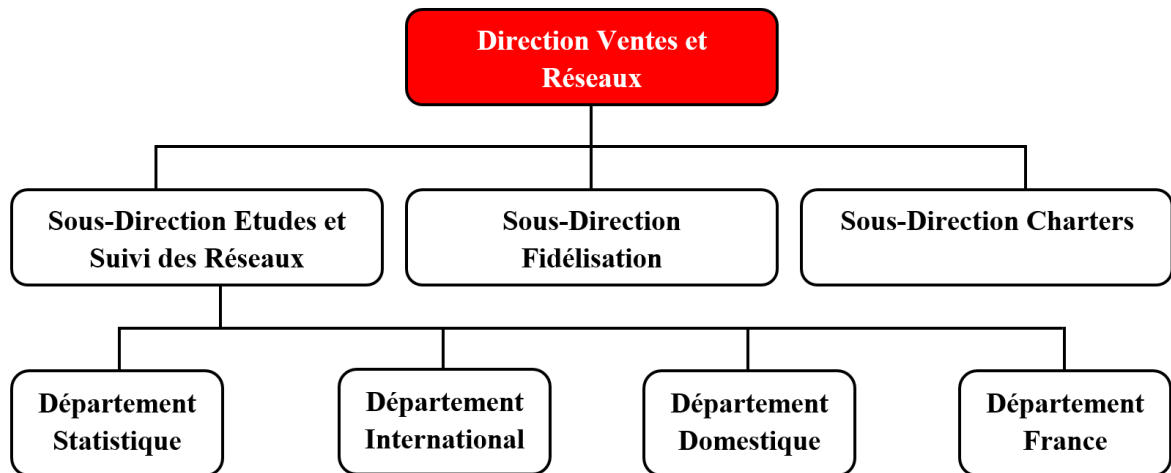 Direction Ventes et
Réseaux
Sous-Direction Etudes et
Suivi des Réseaux
Sous-Direction
Fidélisation
Sous-Direction Charters
Département
Statistique
Département
International
Département
Domestique
Département
France